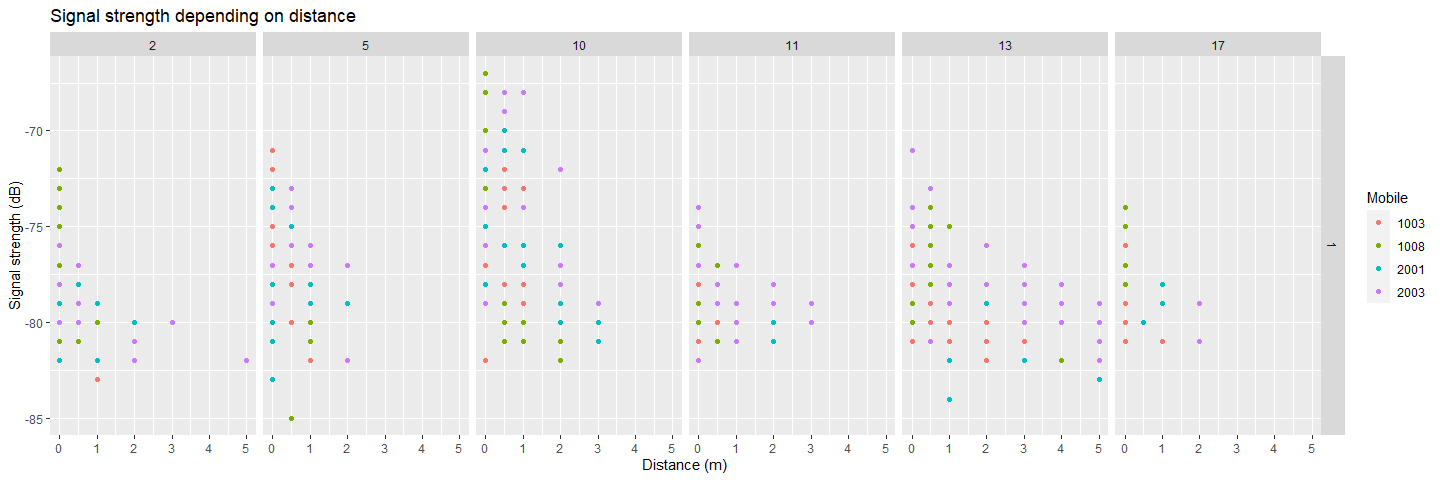 Signal strength depending on distance
2 5 10 11 13 17
-70
-75
-80
-85
Signal strength (dB)
1
0 1 2 3 4 5 0 1 2 3 4 5 0 1 2 3 4 5 0 1 2 3 4 5 0 1 2 3 4 5 0 1 2 3 4 5
Distance (m)
Mobile
1003
1008
2001
2003